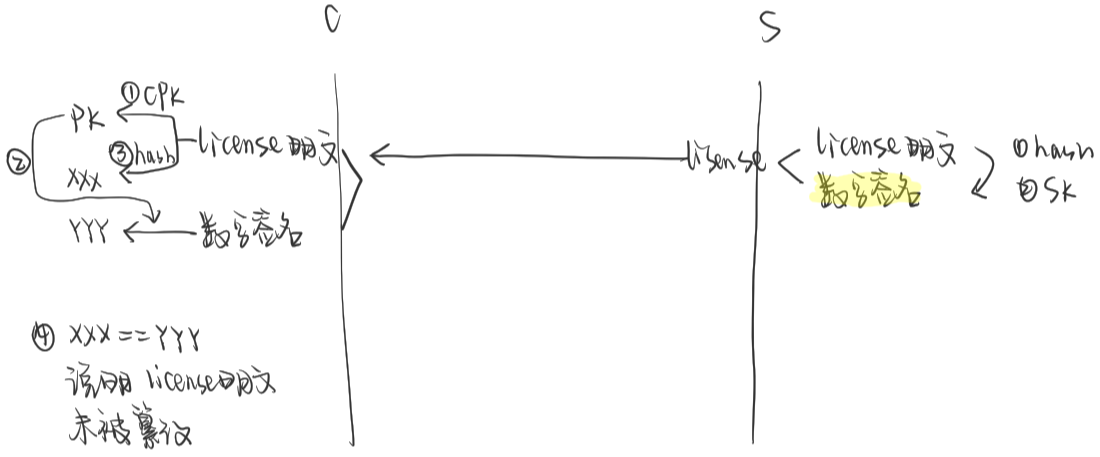 C
S
①CPK
PK
②
③hash
license明文
XXX
YYY
数字签名
lisense
license明文
数字签名
①hash
②SK
④ XXX==YYY
说明 license明文
未被篡改